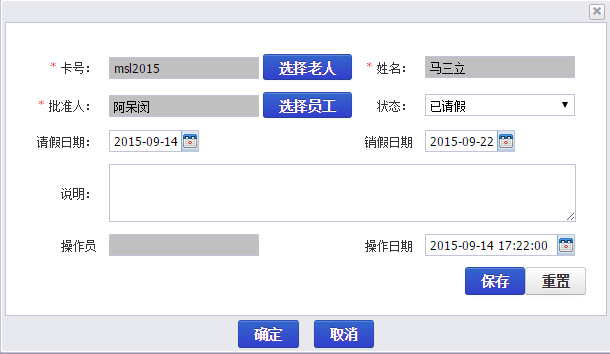 * 卡号： msl2015 选择老人 * 姓名： 马三立
* 批准人： 阿呆闵 选择员工 状态： 已请假
请假日期： 2015-09-14 销假日期 2015-09-22
说明：
操作员 操作日期 2015-09-14 17:22:00
保存 重置
确定 取消